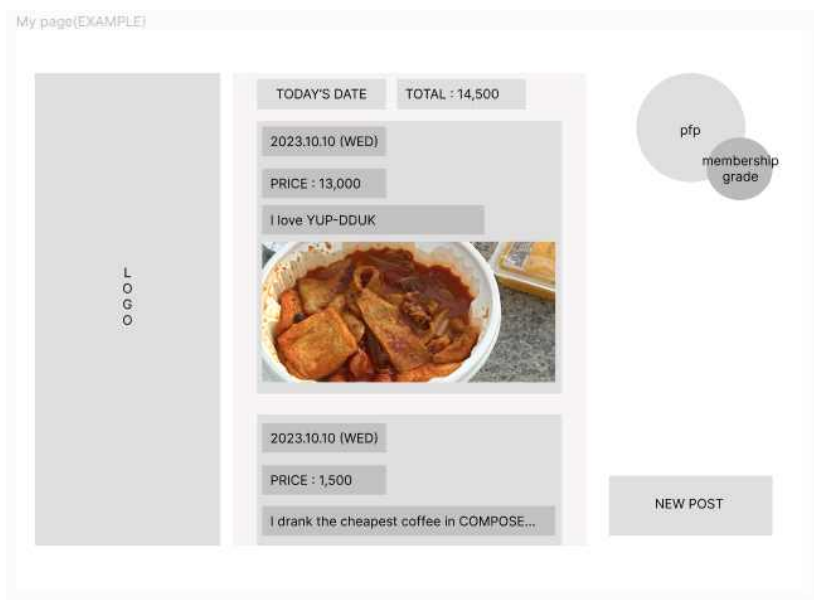 My page(EXAMPLE)
LOGO
TODAY'S DATE
TOTAL : 14,500
2023.10.10 (WED)
PRICE : 13,000
I love YUP-DDUK
2023.10.10 (WED)
PRICE : 1,500
I drank the cheapest coffee in COMPOSE...
pfp
membership
grade
NEW POST